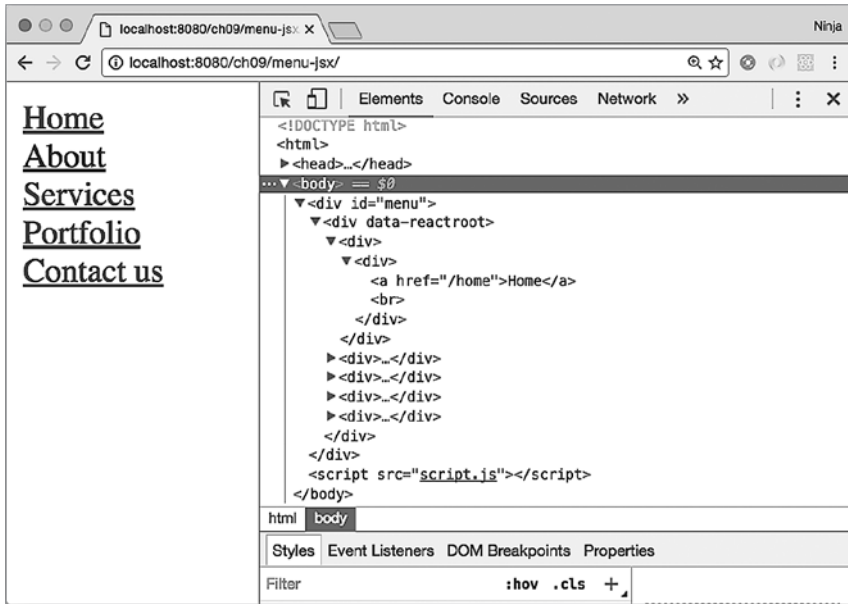 localhost:8080/ch09/menu-jsx
Ninja
localhost:8080/ch09/menu-jsx/
Home
About
Services
Portfolio
Contact us
Elements Console Sources Network »
<!DOCTYPE html>
<html>
▶<head>…</head>
··· ▼<body> == $0
▼<div id="menu">
▼<div data-reactroot>
▼<div>
▼<div>
<a href="/home">Home</a>
<br>
</div>
</div>
▶<div>…</div>
▶<div>…</div>
▶<div>…</div>
▶<div>…</div>
</div>
</div>
<script src="script.js"></script>
</body>
html body
Styles Event Listeners DOM Breakpoints Properties
Filter :hov .cls +